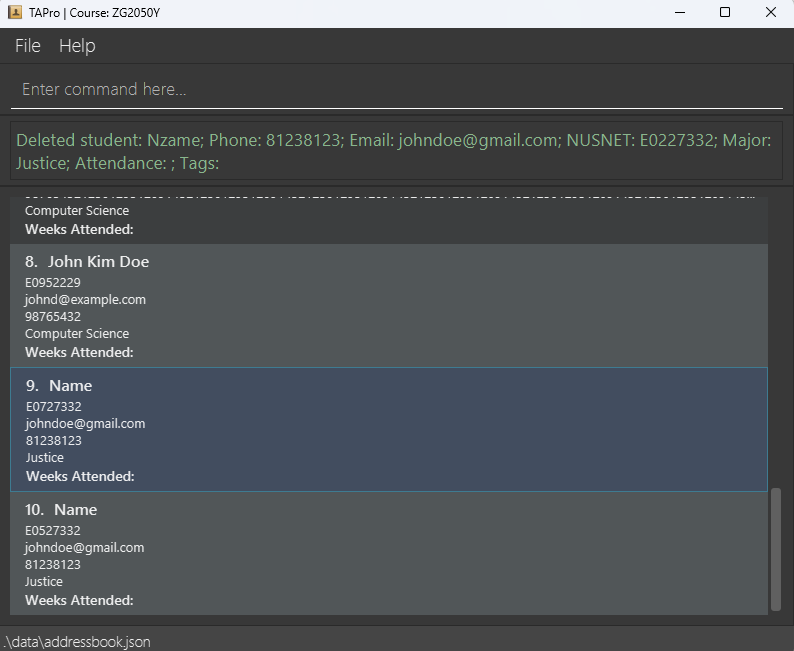 TAPro | Course: ZG2050Y
File Help
Enter command here...
Deleted student: Nzame; Phone: 81238123; Email: johndoe@gmail.com; NUSNET: E0227332; Major:
Justice; Attendance: ; Tags:
Computer Science
Weeks Attended:
8. John Kim Doe
E0952229
johnd@example.com
98765432
Computer Science
Weeks Attended:
9. Name
E0727332
johndoe@gmail.com
81238123
Justice
Weeks Attended:
10. Name
E0527332
johndoe@gmail.com
81238123
Justice
Weeks Attended:
.\data\addressbook.json